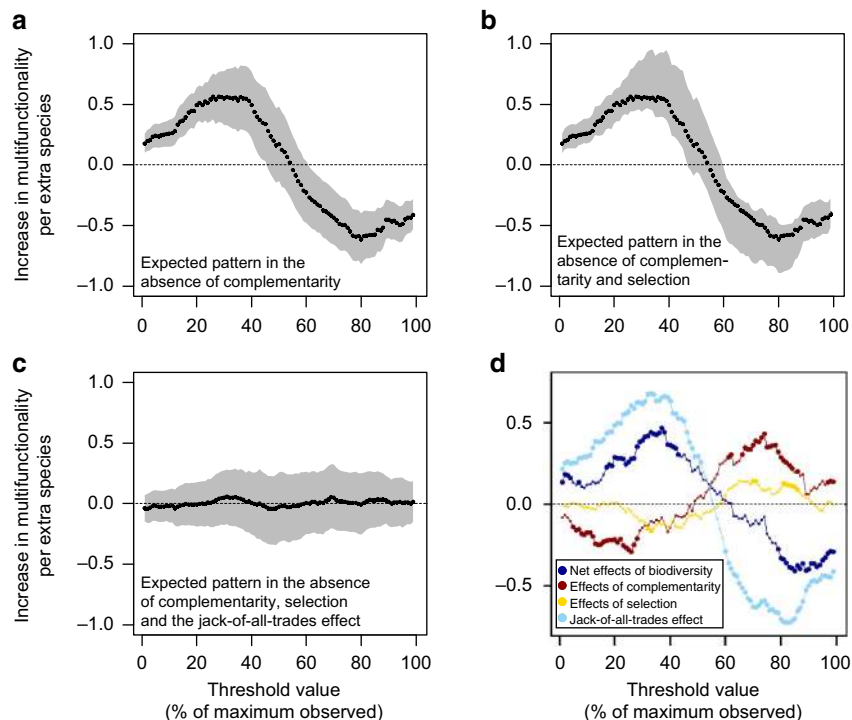 a
Increase in multifunctionality
per extra species
1.0
0.5
0.0
–0.5
–1.0
Expected pattern in the
absence of complementarity
0 20 40 60 80 100
b
1.0
0.5
0.0
–0.5
–1.0
Expected pattern in the
absence of complemen-
tarity and selection
0 20 40 60 80 100
c
Increase in multifunctionality
per extra species
1.0
0.5
0.0
–0.5
–1.0
Expected pattern in the absence
of complementarity, selection
and the jack-of-all-trades effect
0 20 40 60 80 100
Threshold value
(% of maximum observed)
d
0.5
0.0
–0.5
Net effects of biodiversity
Effects of complementarity
Effects of selection
Jack-of-all-trades effect
0 20 40 60 80 100
Threshold value
(% of maximum observed)